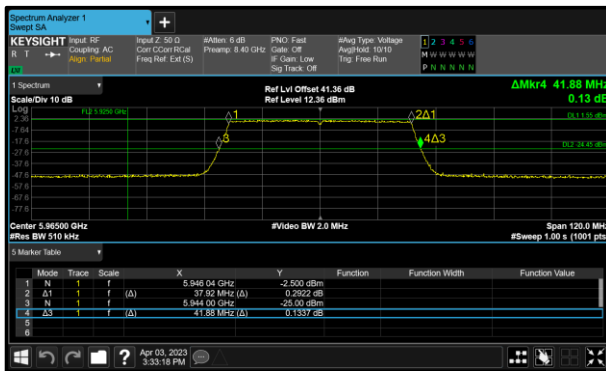 Spectrum Analyzer 1
Swept SA
+
KEYSIGHT Input: RF Input Z: 50 Ω #Atten: 6 dB PNO: Fast #Avg Type: Voltage 1 2 3 4 5 6
R T Coupling: AC Corr CCorr RCal Preamp: 8.40 GHz Gate: Off Avg|Hold: 10/10 M W W W W W
Align: Partial Freq Ref: Ext (S) IF Gain: Low Trig: Free Run
Sig Track: Off P N N N N N
1 Spectrum Ref Lvl Offset 41.36 dB ΔMkr4 41.88 MHz
Scale/Div 10 dB Ref Level 12.36 dBm 0.13 dB
Log
FL2 5.9250 GHz
2.36 1 2Δ1 DL1 1.55 dBm
-7.64
-17.6 3 4Δ3
DL2 -24.45 dBm
-27.6
-37.6
-47.6
-57.6
-67.6
-77.6
Center 5.96500 GHz #Video BW 2.0 MHz Span 120.0 MHz
#Res BW 510 kHz #Sweep 1.00 s (1001 pts)
5 Marker Table
Mode Trace Scale X Y Function Function Width Function Value
1 N 1 f 5.946 04 GHz -2.500 dBm
2 Δ1 1 f (Δ) 37.92 MHz (Δ) 0.2922 dB
3 N 1 f 5.944 00 GHz -25.00 dBm
4 Δ3 1 f (Δ) 41.88 MHz (Δ) 0.1337 dB
5
6
? Apr 03, 2023
3:33:18 PM